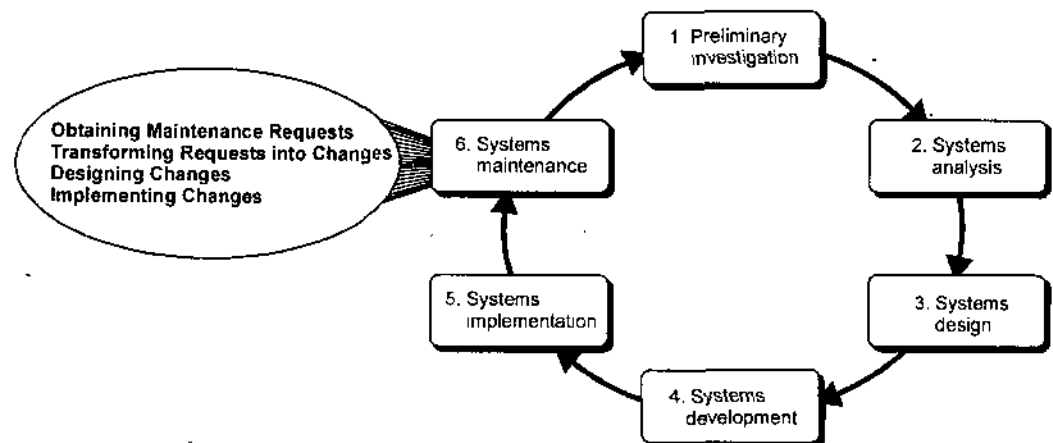 1 Preliminary
investigation
Obtaining Maintenance Requests
Transforming Requests into Changes
Designing Changes
Implementing Changes
6. Systems
maintenance
2. Systems
analysis
5. Systems
implementation
3. Systems
design
4. Systems
development